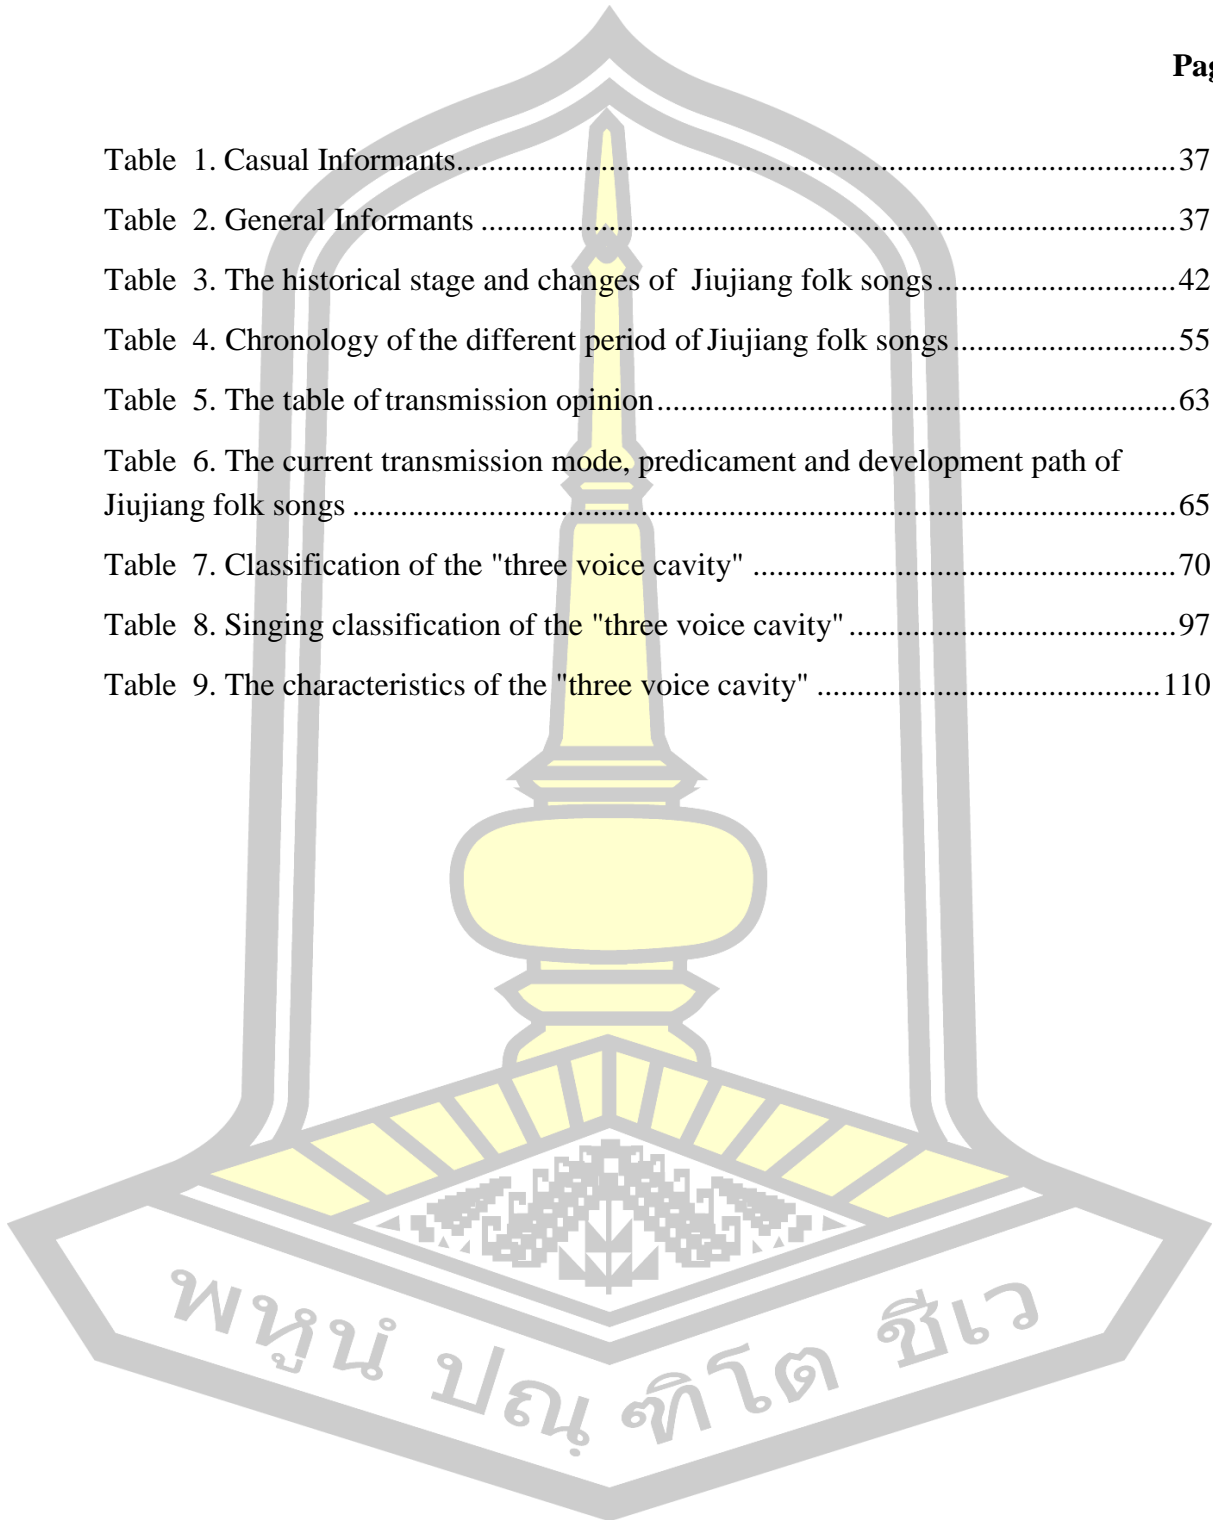 Pag
Table 1. Casual Informants....................................................................................................37
Table 2. General Informants ................................................................................................37
Table 3. The historical stage and changes of Jiujiang folk songs..................................42
Table 4. Chronology of the different period of Jiujiang folk songs................................55
Table 5. The table of transmission opinion.........................................................................63
Table 6. The current transmission mode, predicament and development path of
Jiujiang folk songs ..................................................................................................................65
Table 7. Classification of the "three voice cavity" ...........................................................70
Table 8. Singing classification of the "three voice cavity" ..............................................97
Table 9. The characteristics of the "three voice cavity" .................................................110
พหูนํ ปณฺฑิโต ชีเว